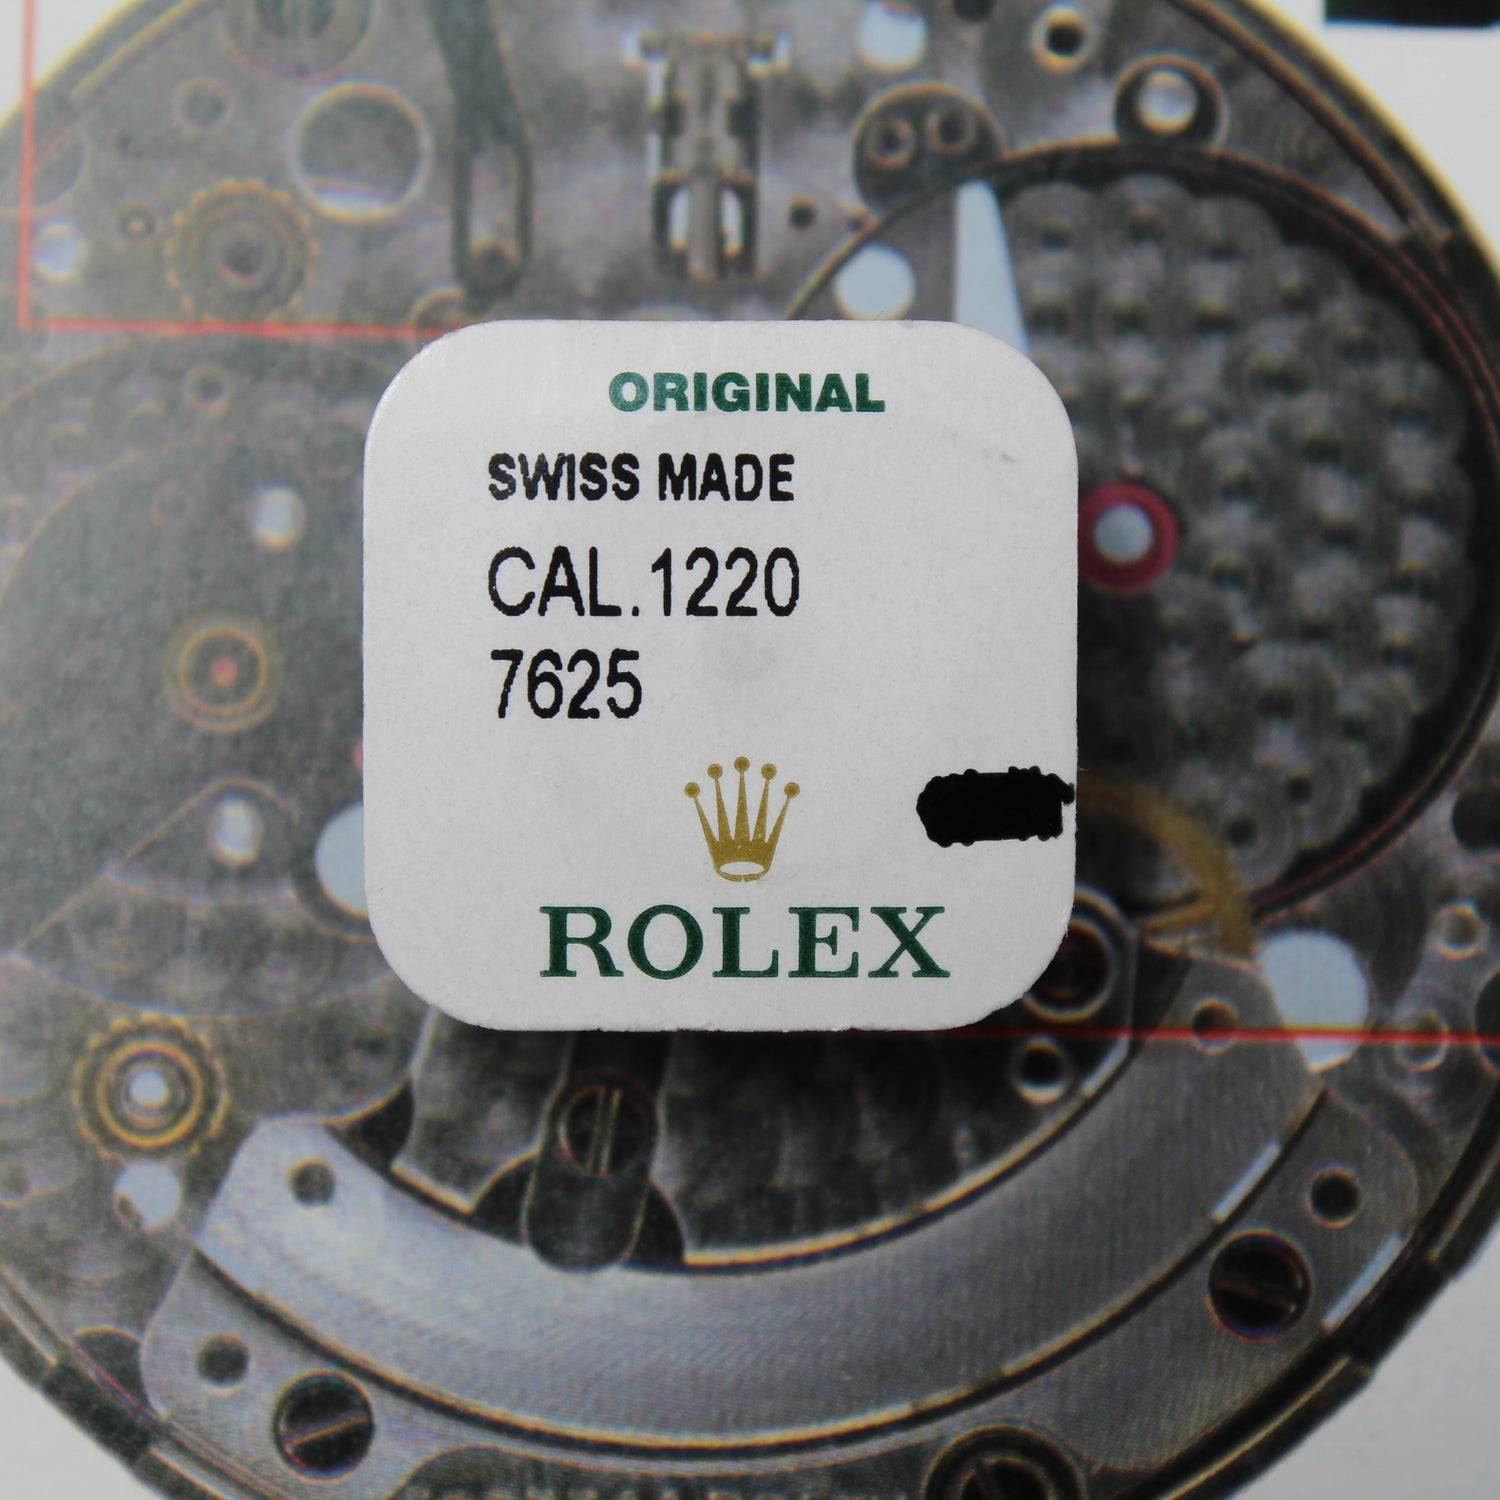 ORIGINAL
SWISS MADE
CAL.1220
7625
ROLEX